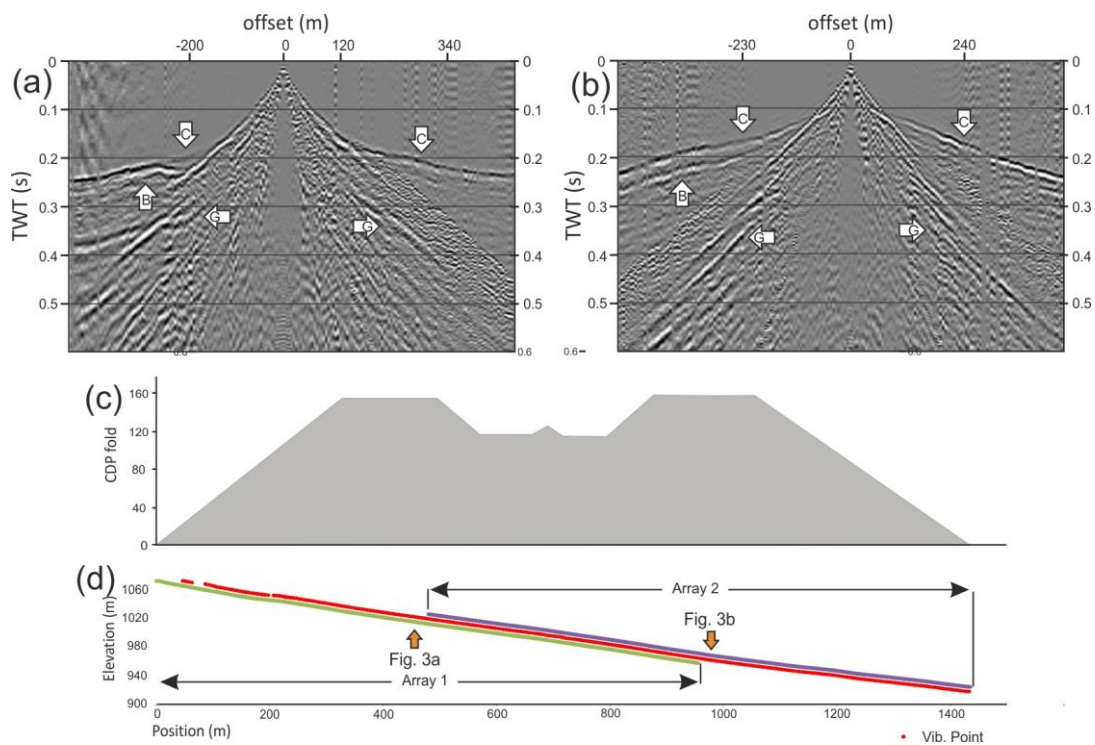 offset (m)
offset (m)
-200 0 120 340
-230 0 240
(a)
0 0
0.1 0.1
0.2 0.2
0.3 0.3
0.4 0.4
0.5 0.5
0.6 0.6
TWT (s)
C C
B
G G
(b)
0 0
0.1 0.1
0.2 0.2
0.3 0.3
0.4 0.4
0.5 0.5
0.6 0.6
TWT (s)
C C
B
G G
(c)
160
120
80
40
0
CDP fold
(d)
1060
1020
980
940
900
Elevation (m)
Array 2
Fig. 3b
Fig. 3a
Array 1
0 200 400 600 800 1000 1200 1400
Position (m)
Vib. Point